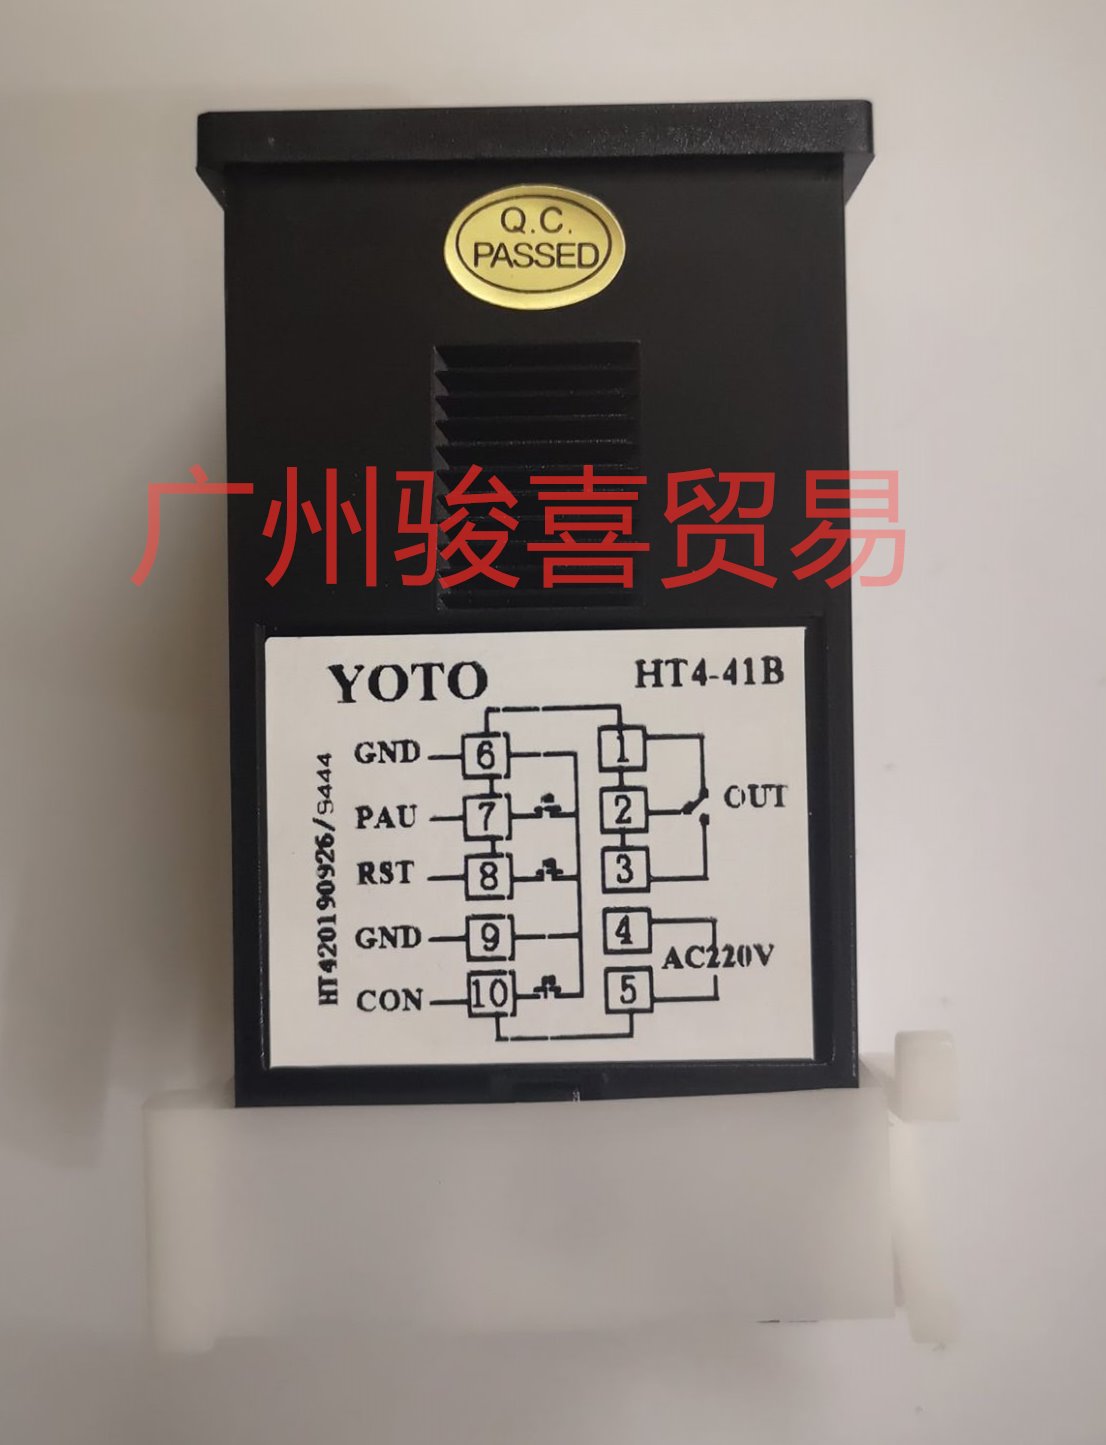 Q.C.
PASSED
广州骏喜贸易
YOTO
HT4-41B
GND
6
PAU
7
RST
8
GND
9
CON
10
1
2
3
OUT
4
5
AC220V
HT420190926/S444